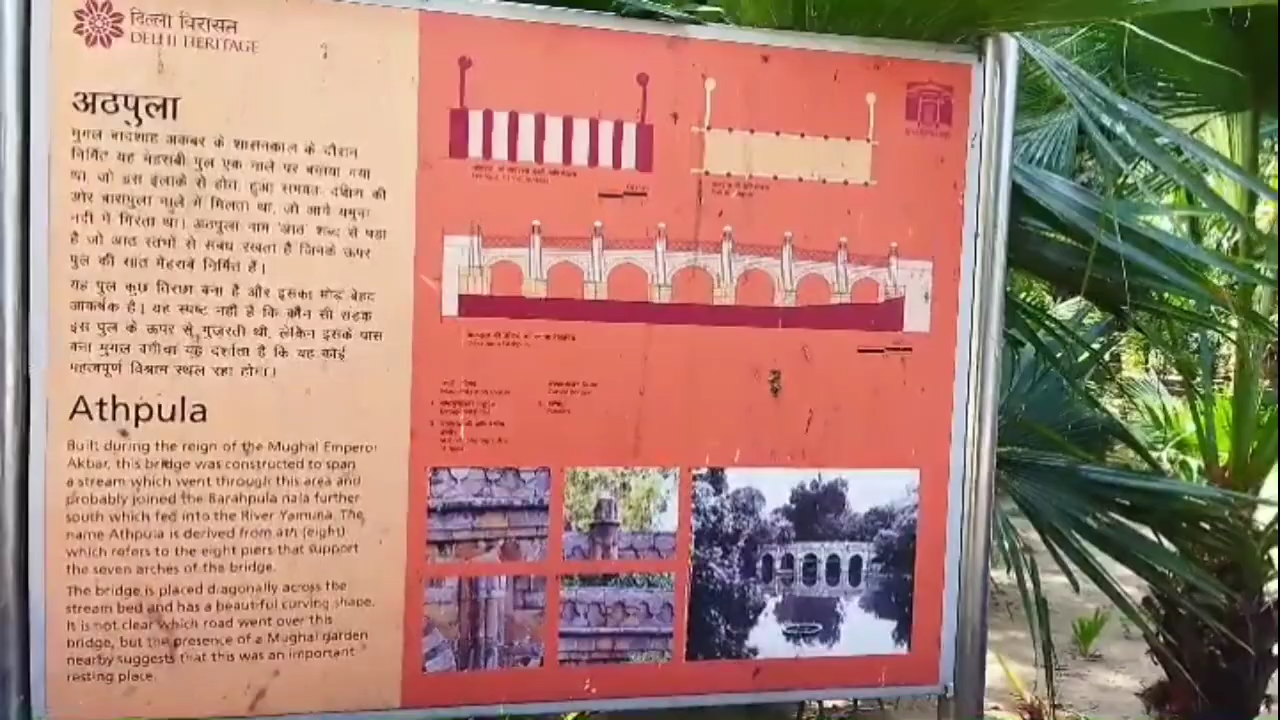 दिल्ली विरासत
DELHI HERITAGE
अठपुला
मुगल बादशाह अकबर के शासनकाल के दौरान
निर्मित यह मेहराबी पुल एक नाले पर बनाया गया
था, जो इस इलाके से होता हुआ संभवतः दक्षिण की
ओर बारापुला नाले में मिलता था, जो आगे यमुना
नदी में गिरता था। अठपुला नाम 'आठ' शब्द से पड़ा
है जो आठ स्तंभों से संबंध रखता है जिनके ऊपर
पुल की सात मेहराबें निर्मित हैं।
यह पुल कुछ तिरछा बना है और इसका मोड़ बेहद
आकर्षक है। यह स्पष्ट नहीं है कि कौन सी सड़क
इस पुल के ऊपर से गुज़रती थी, लेकिन इसके पास
बना मुगल बगीचा यह दर्शाता है कि यह कोई
महत्वपूर्ण विश्राम स्थल रहा होगा।
Athpula
Built during the reign of the Mughal Emperor
Akbar, this bridge was constructed to span
a stream which went through this area and
probably joined the Barahpula nala further
south which fed into the River Yamuna. The
name Athpula is derived from ath (eight)
which refers to the eight piers that support
the seven arches of the bridge.
The bridge is placed diagonally across the
stream bed and has a beautiful curving shape.
It is not clear which road went over this
bridge, but the presence of a Mughal garden
nearby suggests that this was an important
resting place.